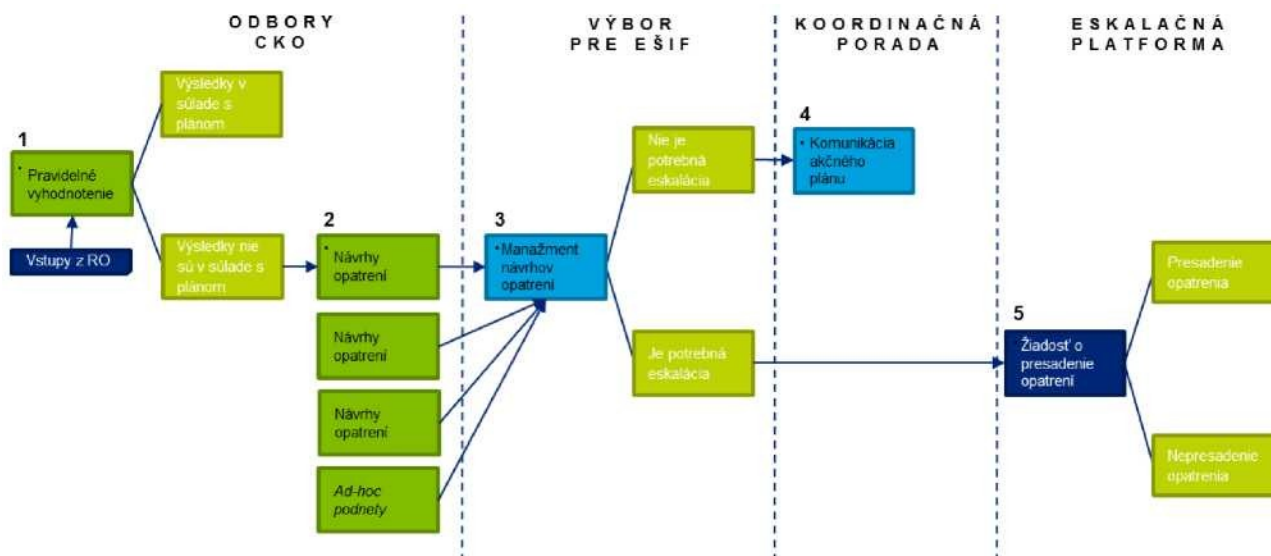 ODBORY
CKO
VÝBOR
PRE EŠIF
KOORDINAČNÁ
PORADA
ESKALAČNÁ
PLATFORMA
1
Pravidelné
vyhodnotenie
Vstupy z RO
Výsledky v
súlade s
plánom
Výsledky nie
sú v súlade s
plánom
2
Návrhy
opatrení
Návrhy
opatrení
Návrhy
opatrení
Ad-hoc
podnety
3
Manažment
návrhov
opatrení
Nie je
potrebná
eskalácia
Je potrebná
eskalácia
4
Komunikácia
akčného
plánu
5
Žiadosť o
presadenie
opatrení
Presadenie
opatrenia
Nepresadenie
opatrenia